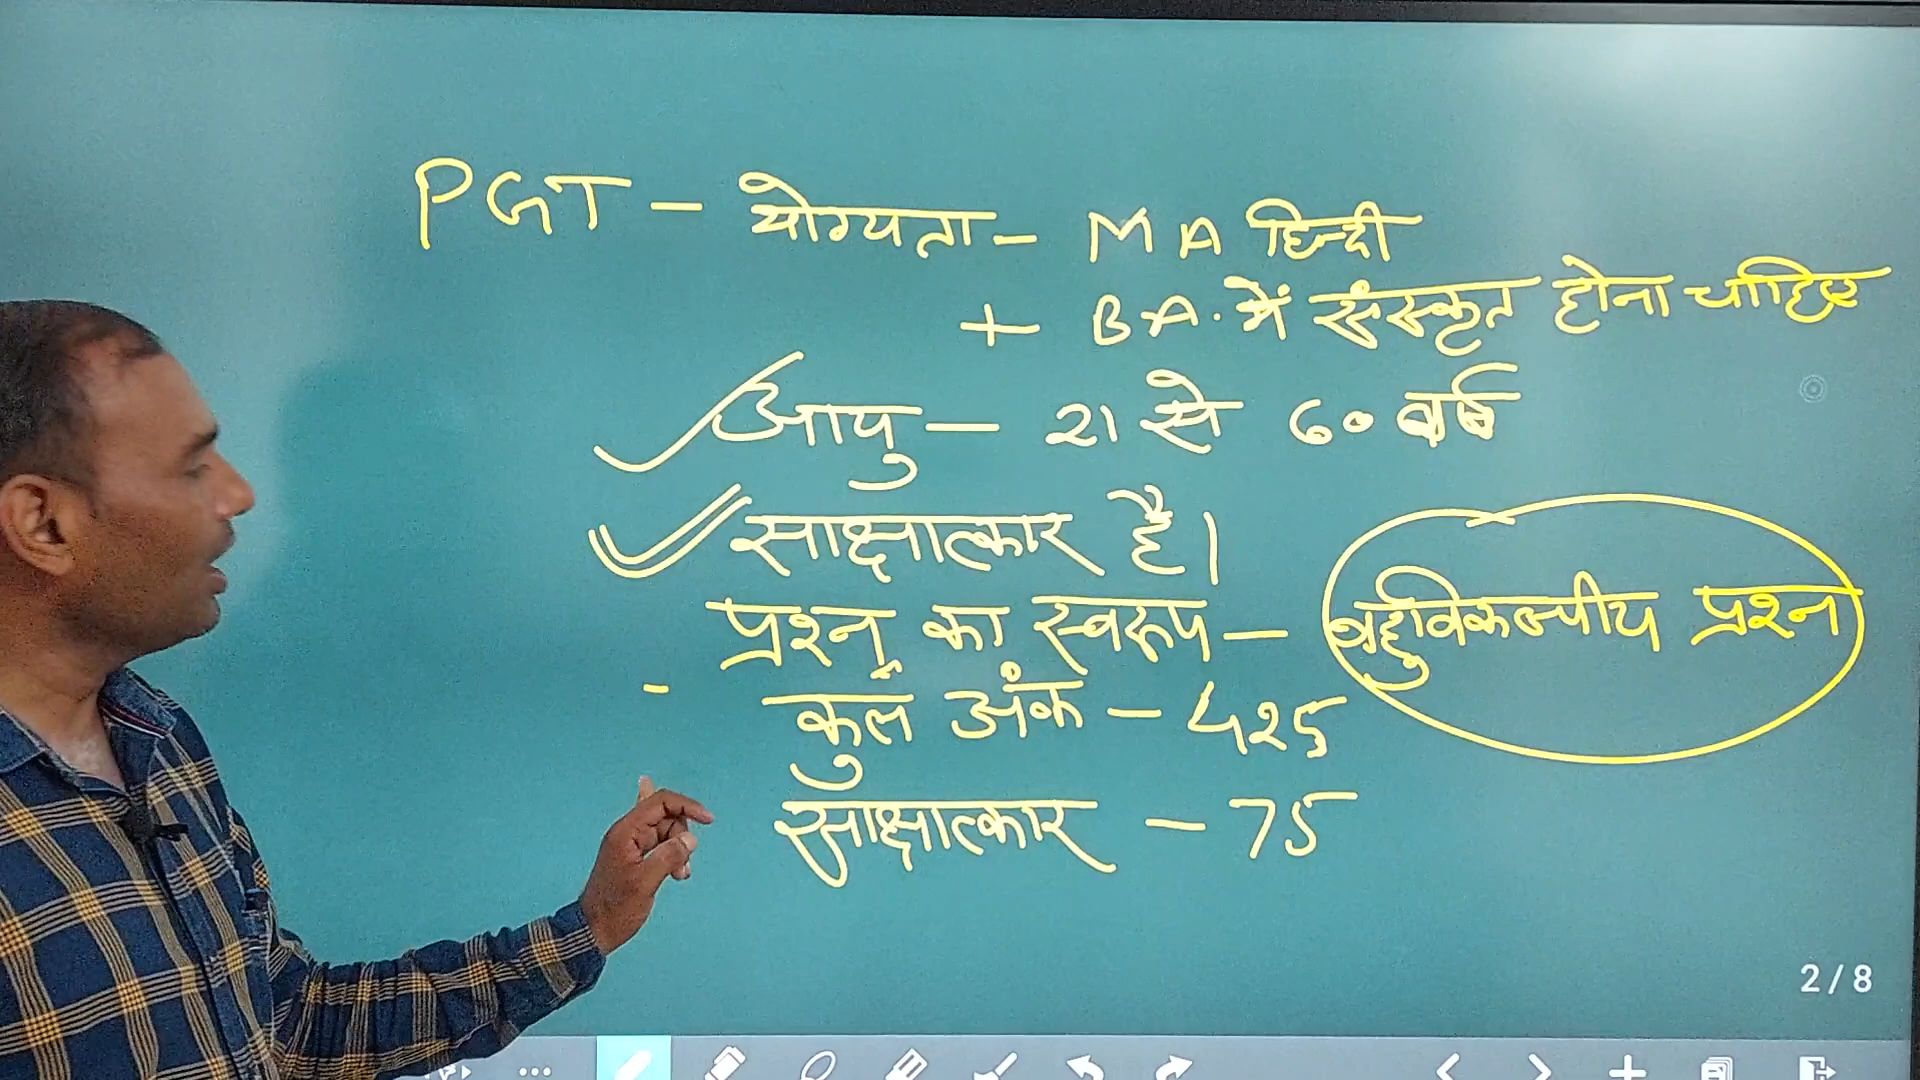 PGT – योग्यता – MA हिन्दी
+ BA. में संस्कृत होना चाहिए
आयु – 21 से 60 वर्ष
साक्षात्कार है।
प्रश्न का स्वरूप – बहुविकल्पीय प्रश्न
- कुल अंक – 425
साक्षात्कार – 75
2/8